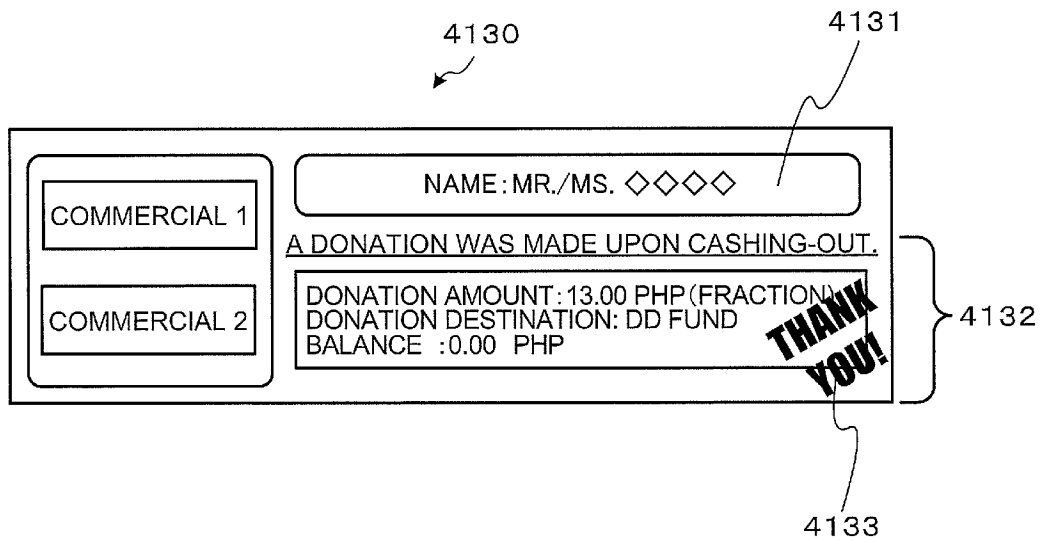 4130
4131
NAME:MR./MS. ◇◇◇◇
COMMERCIAL 1
A DONATION WAS MADE UPON CASHING-OUT.
DONATION AMOUNT:13.00 PHP(FRACTION)
DONATION DESTINATION: DD FUND
BALANCE :0.00 PHP
COMMERCIAL 2
THANK
YOU!
4132
4133